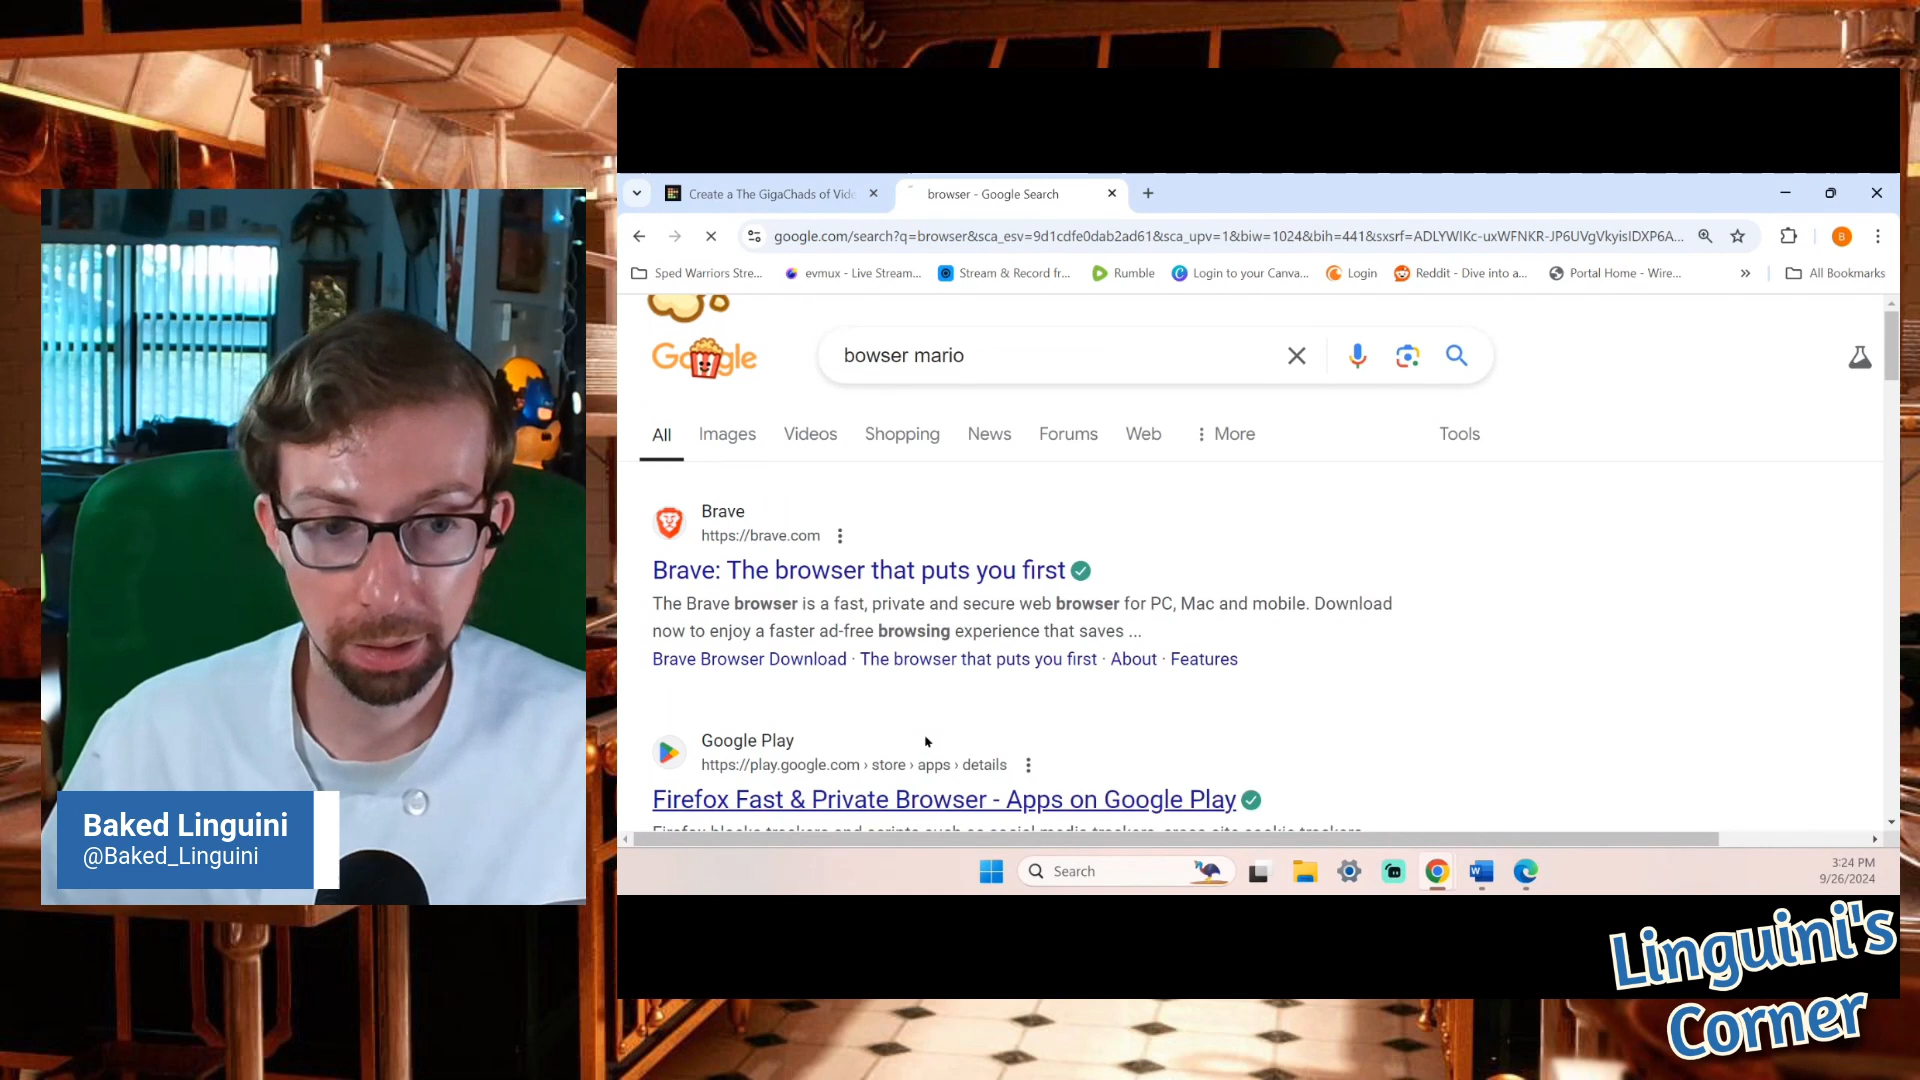 Create a The GigaChads of Vide
browser - Google Search
google.com/search?q=browser&sca_esv=9d1cdfe0dab2ad61&sca_upv=1&biw=1024&bih=441&sxsrf=ADLYWIKc-uxWFNKR-JP6UVgVkyisIDXP6A...
B
Sped Warriors Stre...
evmux - Live Stream...
Stream & Record fr...
Rumble
Login to your Canva...
Login
Reddit - Dive into a...
Portal Home - Wire...
»
All Bookmarks
Google
bowser mario
All
Images
Videos
Shopping
News
Forums
Web
More
Tools
Brave
https://brave.com
Brave: The browser that puts you first
The Brave browser is a fast, private and secure web browser for PC, Mac and mobile. Download
now to enjoy a faster ad-free browsing experience that saves ...
Brave Browser Download · The browser that puts you first · About · Features
Google Play
https://play.google.com › store › apps › details
Firefox Fast & Private Browser - Apps on Google Play
Search
3:24 PM
9/26/2024
Baked Linguini
@Baked_Linguini
Linguini's
Corner